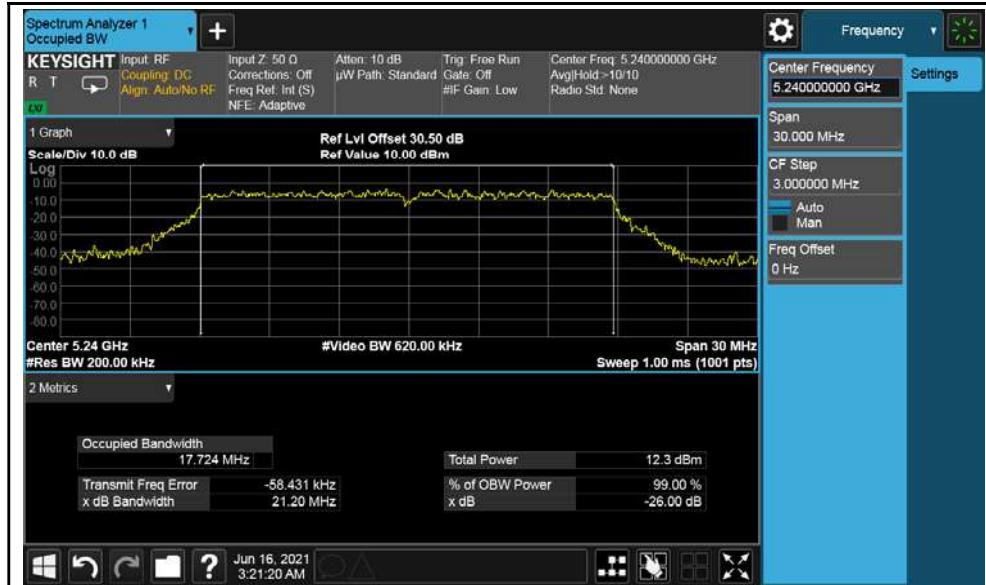 Spectrum Analyzer 1
Occupied BW
+
Frequency
KEYSIGHT
R T
LXI
Input: RF
Coupling: DC
Align: Auto/No RF
Input Z: 50 Ω
Corrections: Off
Freq Ref: Int (S)
NFE: Adaptive
Atten: 10 dB
µW Path: Standard
Trig: Free Run
Gate: Off
#IF Gain: Low
Center Freq: 5.240000000 GHz
Avg|Hold:>10/10
Radio Std: None
Center Frequency
5.240000000 GHz
Settings
Span
30.000 MHz
CF Step
3.000000 MHz
Auto
Man
Freq Offset
0 Hz
1 Graph
Scale/Div 10.0 dB
Ref Lvl Offset 30.50 dB
Ref Value 10.00 dBm
Log
0.00
-10.0
-20.0
-30.0
-40.0
-50.0
-60.0
-70.0
-80.0
Center 5.24 GHz
#Video BW 620.00 kHz
Span 30 MHz
#Res BW 200.00 kHz
Sweep 1.00 ms (1001 pts)
2 Metrics
Occupied Bandwidth
17.724 MHz
Total Power 12.3 dBm
Transmit Freq Error -58.431 kHz
% of OBW Power 99.00 %
x dB Bandwidth 21.20 MHz
x dB -26.00 dB
?
Jun 16, 2021
3:21:20 AM